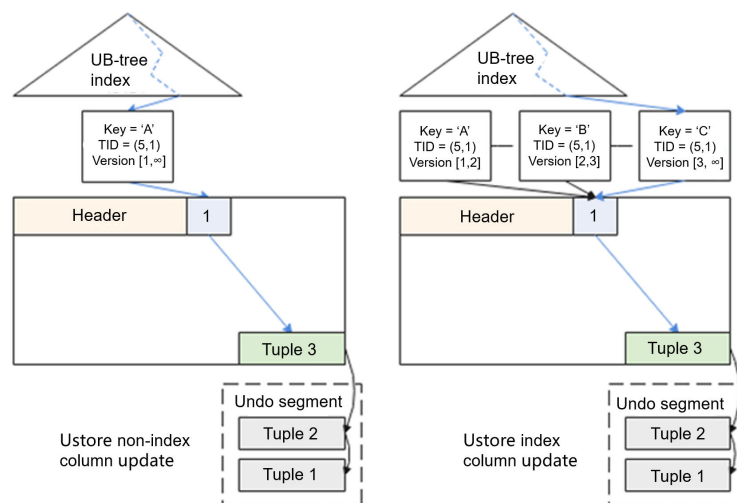 UB-tree
index
Key = ‘A’
TID = (5,1)
Version [1,∞]
Header
1
Tuple 3
Undo segment
Tuple 2
Tuple 1
Ustore non-index
column update
UB-tree
index
Key = ‘A’
TID = (5,1)
Version [1,2]
Key = ‘B’
TID = (5,1)
Version [2,3]
Key = ‘C’
TID = (5,1)
Version [3, ∞]
Header
1
Tuple 3
Undo segment
Tuple 2
Tuple 1
Ustore index
column update